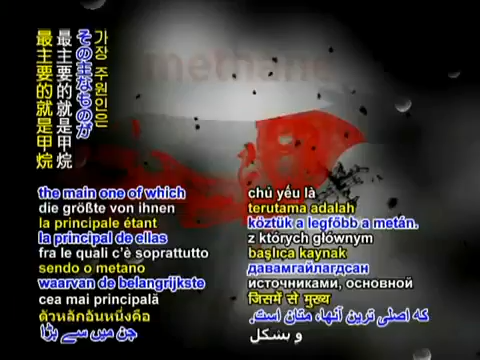 methane
가장 주원인은
その主なものが
最主要的就是甲烷
最主要的就是甲烷
the main one of which
die größte von ihnen
la principale étant
la principal de ellas
fra le quali c'è soprattutto
sendo o metano
waarvan de belangrijkste
cea mai principală
ตัวหลักอันหนึ่งคือ
جن میں سے بڑا
chủ yếu là
terutama adalah
köztük a legfőbb a metán.
z których głównym
başlıca kaynak
давамгайлагдсан
источниками, основной
जिसमें से मुख्य
که اصلی ترین آنها، متان است.
و بشكل